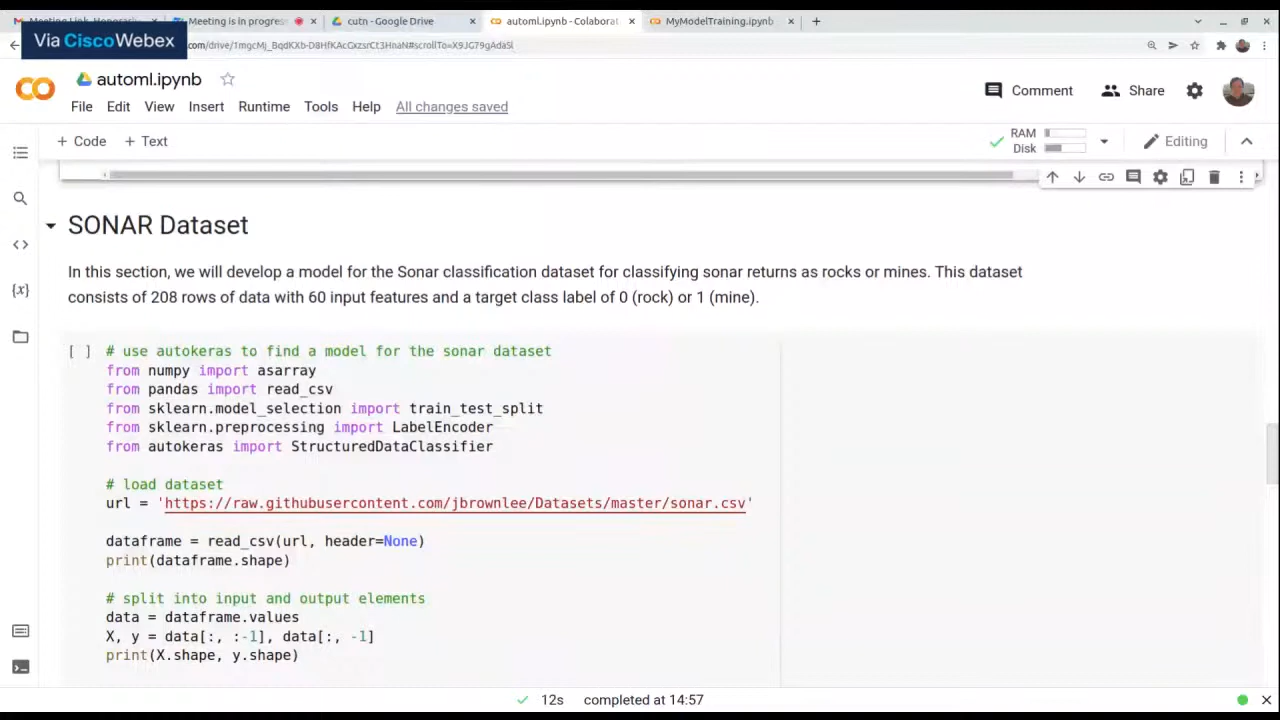 Meeting Link, Honorarium
Meeting is in progress
cutn - Google Drive
automl.ipynb - Colaborat
MyModelTraining.ipynb
Via Cisco Webex
automl.ipynb
File Edit View Insert Runtime Tools Help All changes saved
Comment
Share
+ Code + Text
RAM
Disk
Editing
SONAR Dataset
In this section, we will develop a model for the Sonar classification dataset for classifying sonar returns as rocks or mines. This dataset
consists of 208 rows of data with 60 input features and a target class label of 0 (rock) or 1 (mine).
[ ] # use autokeras to find a model for the sonar dataset
from numpy import asarray
from pandas import read_csv
from sklearn.model_selection import train_test_split
from sklearn.preprocessing import LabelEncoder
from autokeras import StructuredDataClassifier
# load dataset
url = 'https://raw.githubusercontent.com/jbrownlee/Datasets/master/sonar.csv'
dataframe = read_csv(url, header=None)
print(dataframe.shape)
# split into input and output elements
data = dataframe.values
X, y = data[:, :-1], data[:, -1]
print(X.shape, y.shape)
12s completed at 14:57